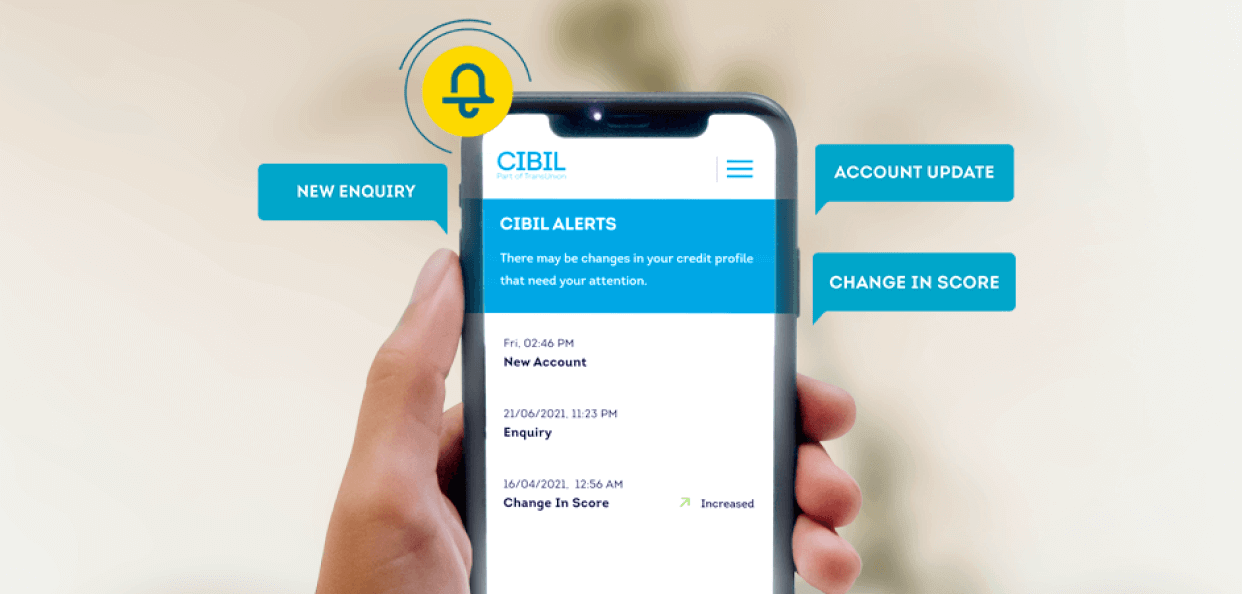 NEW ENQUIRY
ACCOUNT UPDATE
CHANGE IN SCORE
CIBIL
Part of TransUnion
CIBIL ALERTS
There may be changes in your credit profile
that need your attention.
Fri, 02:46 PM
New Account
21/06/2021, 11:23 PM
Enquiry
16/04/2021, 12:56 AM
Change In Score
Increased